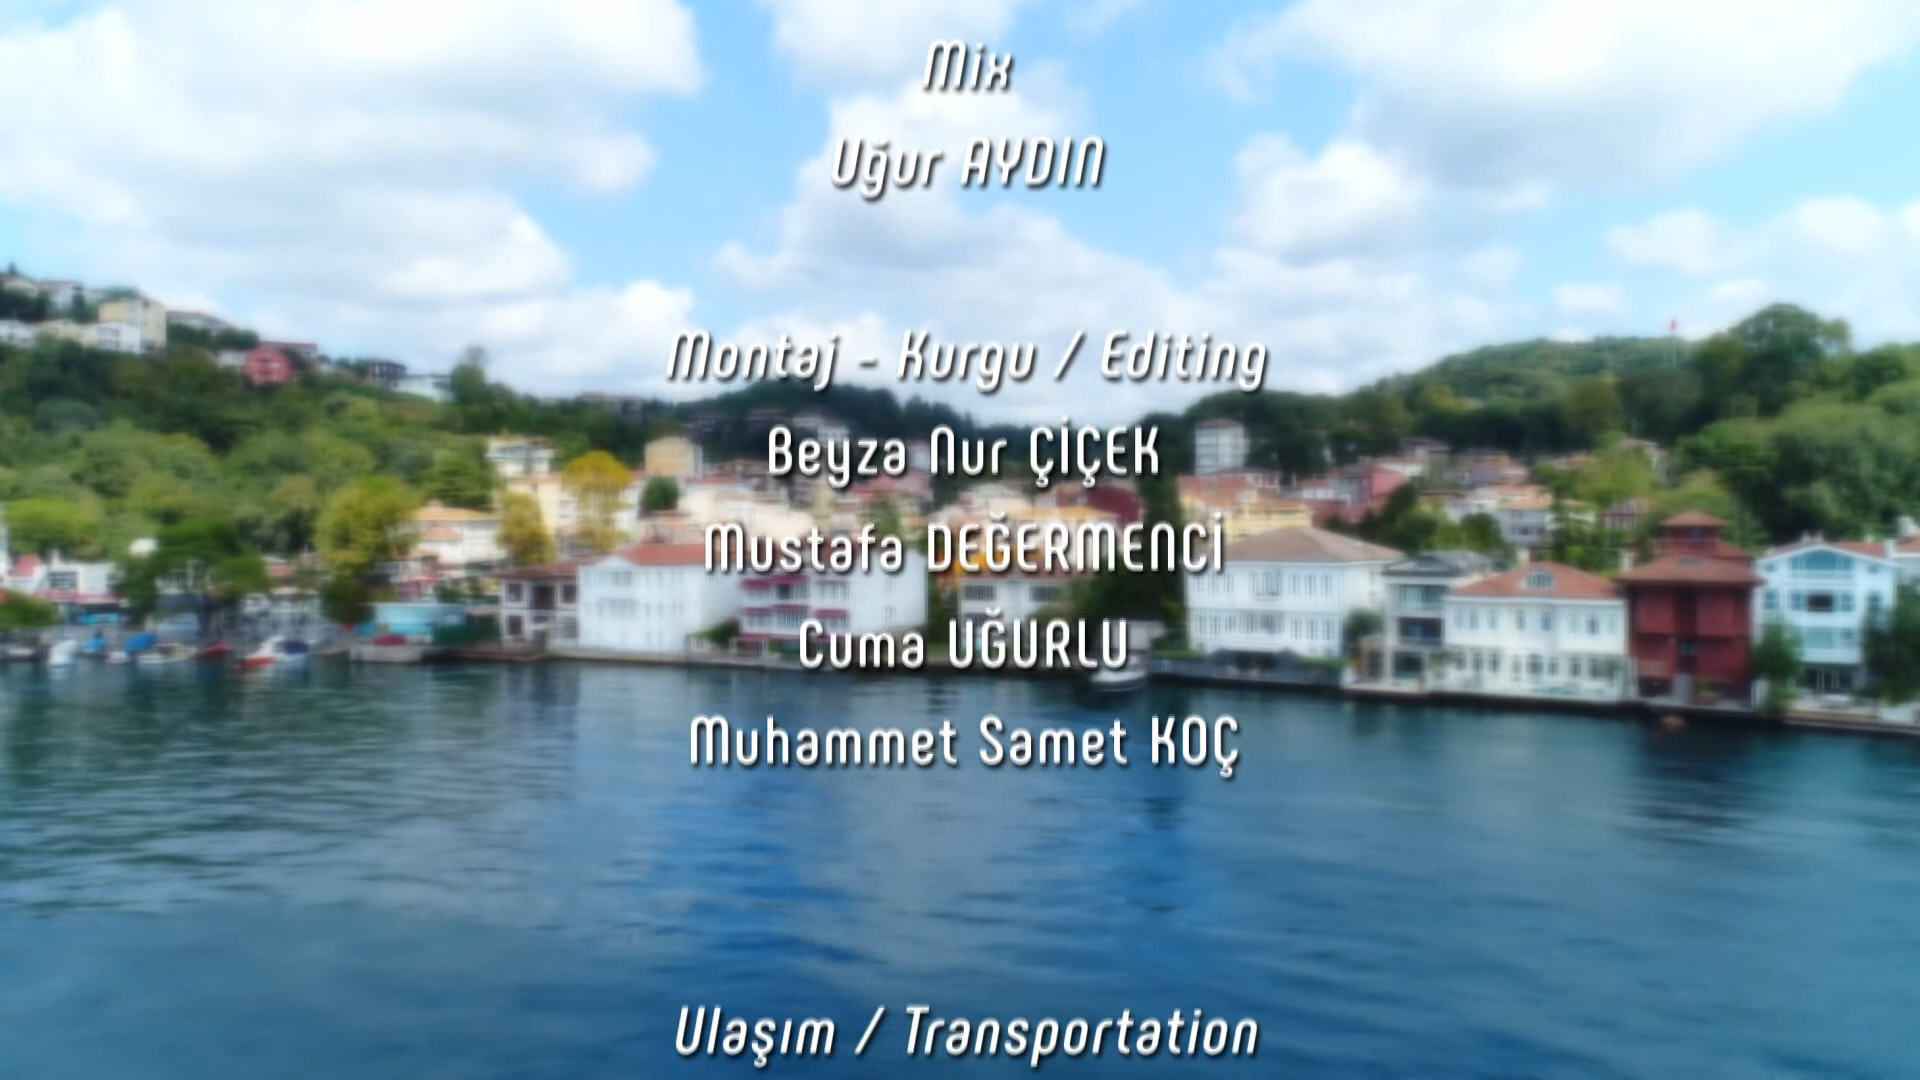 Mix
Uğur AYDIN
Montaj - Kurgu / Editing
Beyza Nur ÇİÇEK
Mustafa DEĞERMENCİ
Cuma UĞURLU
Muhammet Samet KOÇ
Ulaşım / Transportation